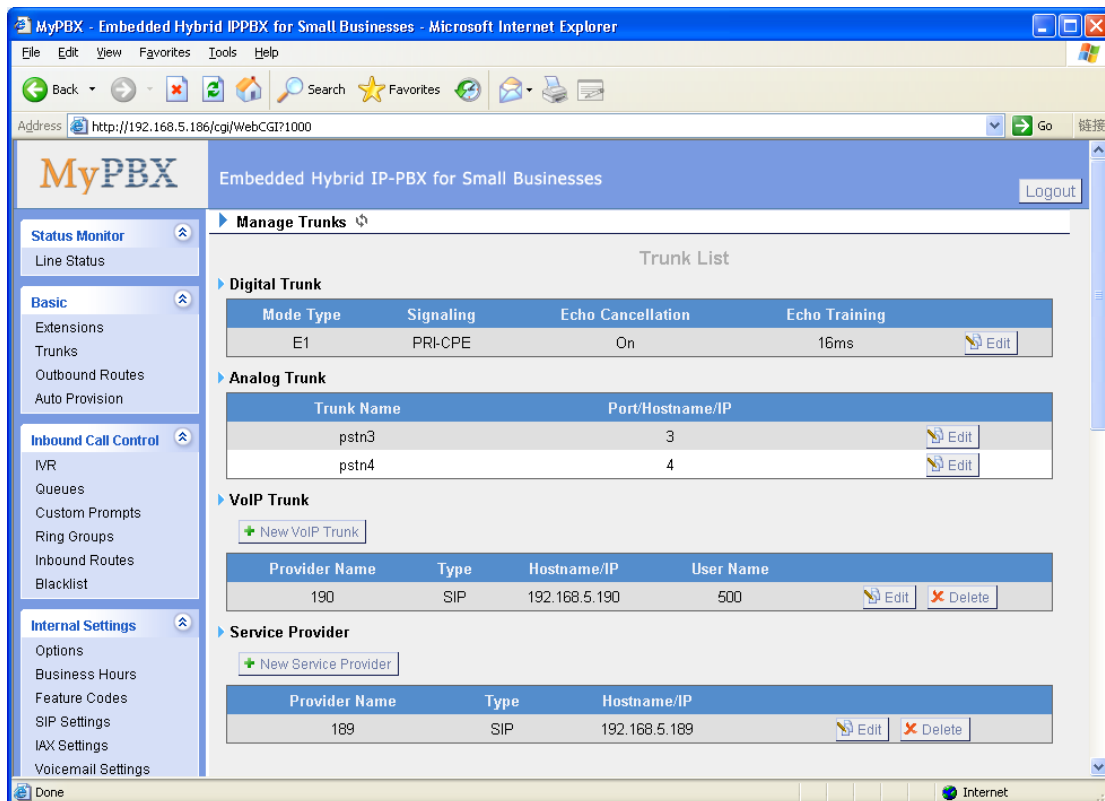 MyPBX - Embedded Hybrid IPPBX for Small Businesses - Microsoft Internet Explorer
File Edit View Favorites Tools Help
Back Search Favorites
Address http://192.168.5.186/cgi/WebCGI?1000 Go 链接
MyPBX Embedded Hybrid IP-PBX for Small Businesses
Logout
Status Monitor
Line Status
Basic
Extensions
Trunks
Outbound Routes
Auto Provision
Inbound Call Control
IVR
Queues
Custom Prompts
Ring Groups
Inbound Routes
Blacklist
Internal Settings
Options
Business Hours
Feature Codes
SIP Settings
IAX Settings
Voicemail Settings
Manage Trunks
Trunk List
Digital Trunk
Mode Type Signaling Echo Cancellation Echo Training
E1 PRI-CPE On 16ms Edit
Analog Trunk
Trunk Name Port/Hostname/IP
pstn3 3 Edit
pstn4 4 Edit
VoIP Trunk
New VoIP Trunk
Provider Name Type Hostname/IP User Name
190 SIP 192.168.5.190 500 Edit Delete
Service Provider
New Service Provider
Provider Name Type Hostname/IP
189 SIP 192.168.5.189 Edit Delete
Done Internet